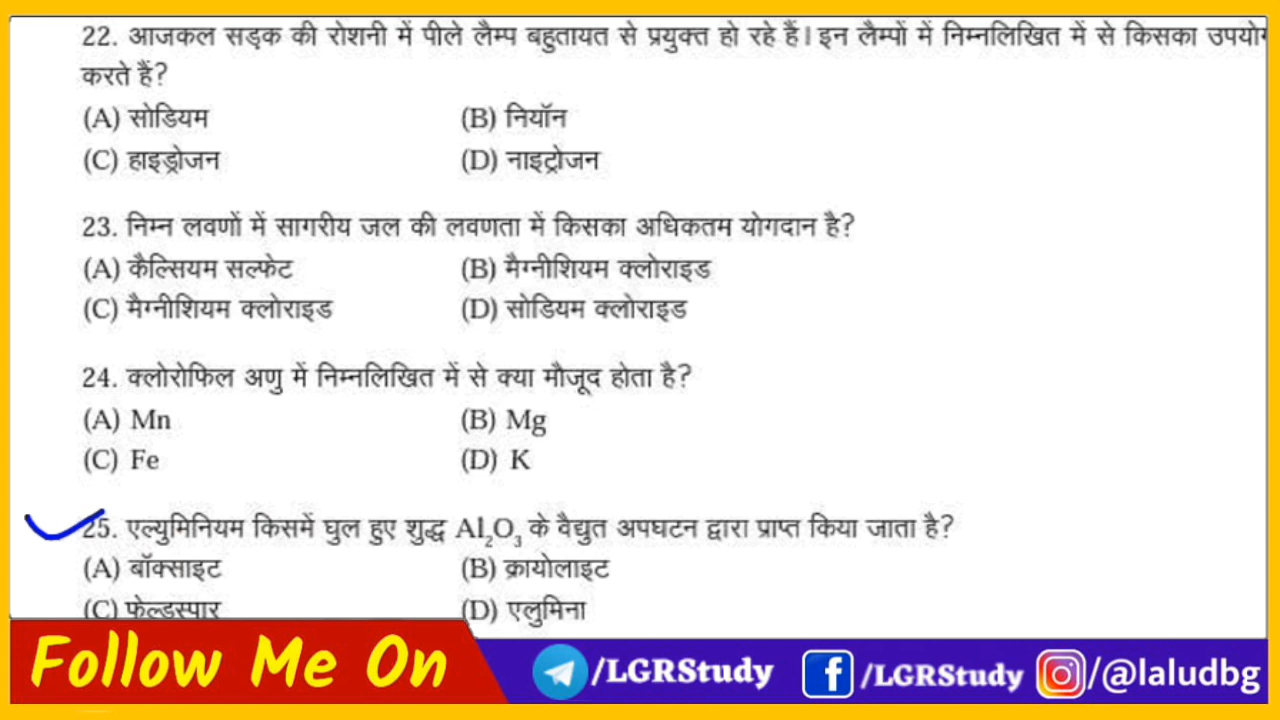 22. आजकल सड़क की रोशनी में पीले लैम्प बहुतायत से प्रयुक्त हो रहे हैं। इन लैम्पों में निम्नलिखित में से किसका उपयोग
करते हैं?
(A) सोडियम (B) नियॉन
(C) हाइड्रोजन (D) नाइट्रोजन
23. निम्न लवणों में सागरीय जल की लवणता में किसका अधिकतम योगदान है?
(A) कैल्सियम सल्फेट (B) मैग्नीशियम क्लोराइड
(C) मैग्नीशियम क्लोराइड (D) सोडियम क्लोराइड
24. क्लोरोफिल अणु में निम्नलिखित में से क्या मौजूद होता है?
(A) Mn (B) Mg
(C) Fe (D) K
25. एल्युमिनियम किसमें घुल हुए शुद्ध Al₂O₃ के वैद्युत अपघटन द्वारा प्राप्त किया जाता है?
(A) बॉक्साइट (B) क्रायोलाइट
(C) फेल्डस्पार (D) एलुमिना
Follow Me On /LGRStudy /LGRStudy /@laludbg